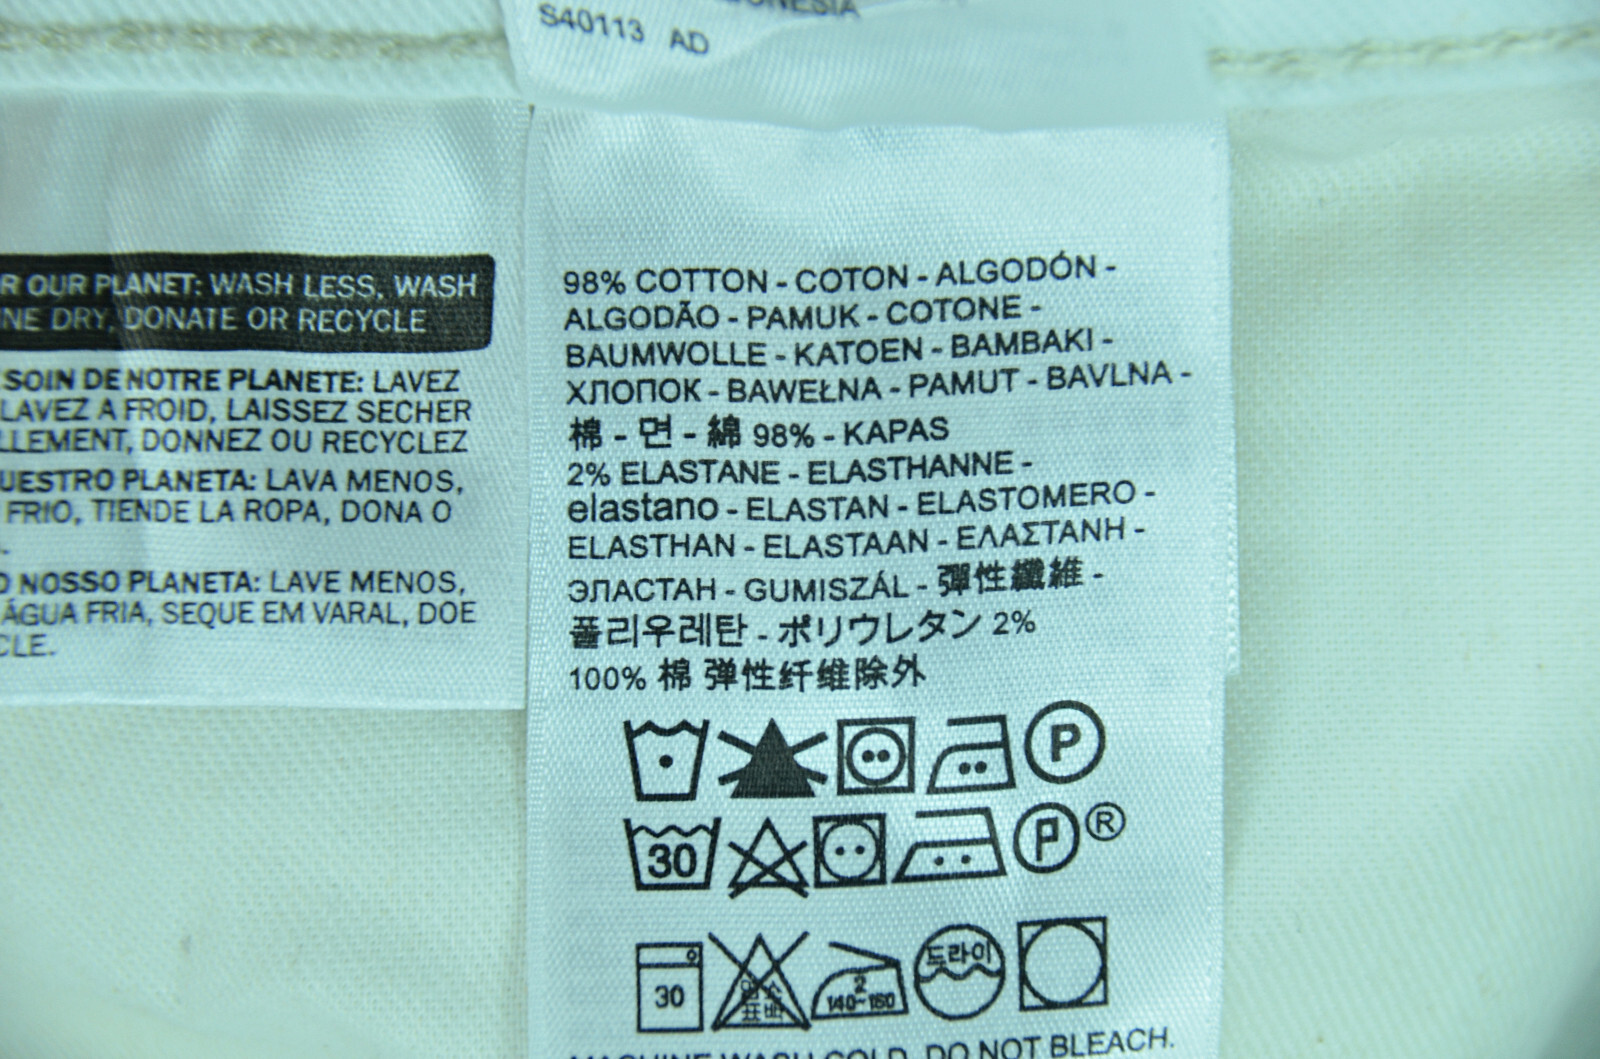 S40113 AD
R OUR PLANET: WASH LESS, WASH
NE DRY, DONATE OR RECYCLE
SOIN DE NOTRE PLANETE: LAVEZ
LAVEZ A FROID, LAISSEZ SECHER
LLEMENT, DONNEZ OU RECYCLEZ
UESTRO PLANETA: LAVA MENOS,
FRIO, TIENDE LA ROPA, DONA O
O NOSSO PLANETA: LAVE MENOS,
ÁGUA FRIA, SEQUE EM VARAL, DOE
CLE.
98% COTTON - COTON - ALGODÓN -
ALGODÃO - PAMUK - COTONE -
BAUMWOLLE - KATOEN - BAMBAKI -
ХЛОПОК - BAWEŁNA - PAMUT - BAVLNA -
棉 - 면 - 綿 98% - KAPAS
2% ELASTANE - ELASTHANNE -
elastano - ELASTAN - ELASTOMERO -
ELASTHAN - ELASTAAN - ΕΛΑΣΤΑΝΗ -
ЭЛАСТАН - GUMISZÁL - 彈性纖維 -
폴리우레탄 - ポリウレタン 2%
100% 棉 弹性纤维除外
P
30 P ®
30 염소표백 2 140~160 드라이
MACHINE WASH COLD. DO NOT BLEACH.